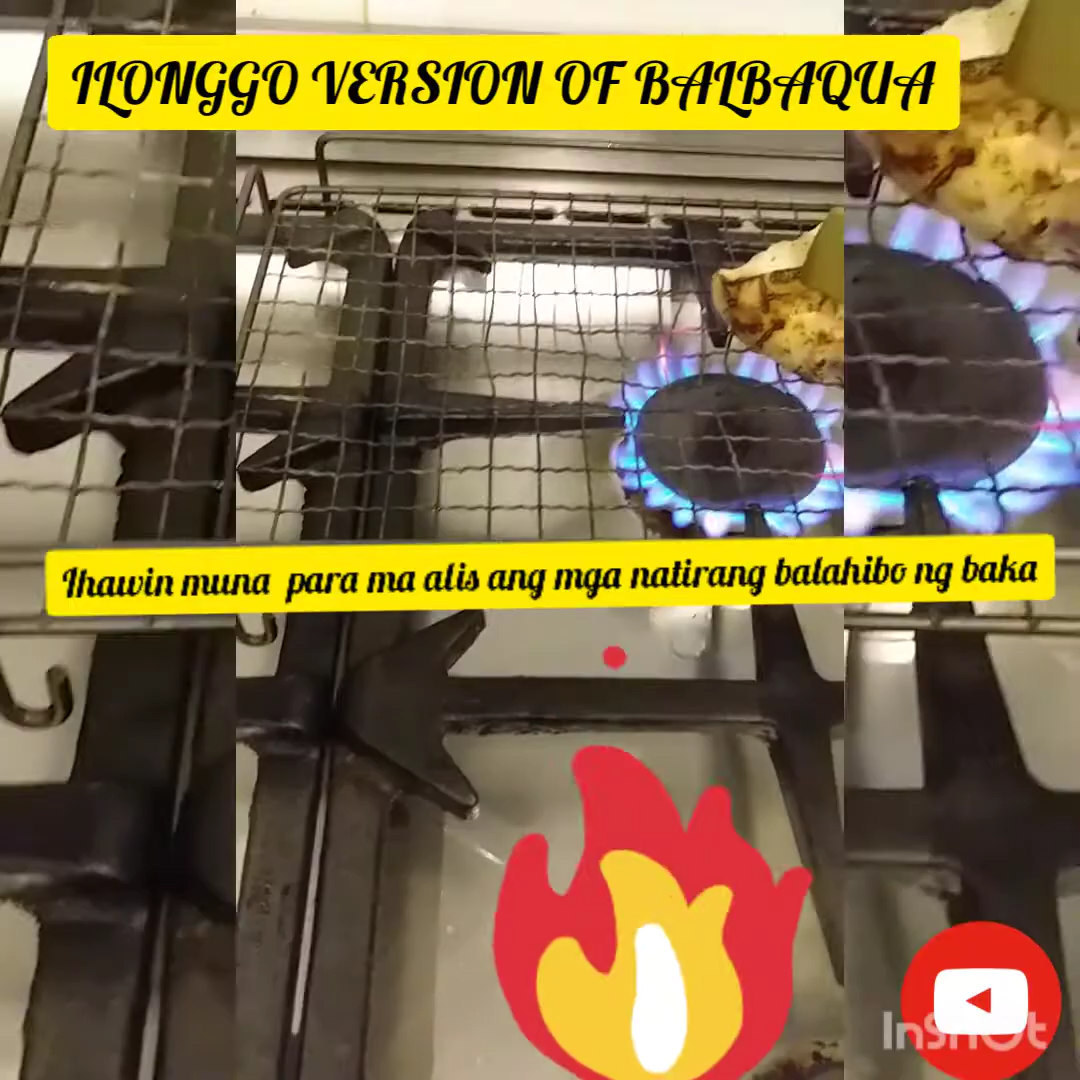 ILONGGO VERSION OF BALBAQUA
Ihawin muna para ma alis ang mga natirang balahibo ng baka
InShOt